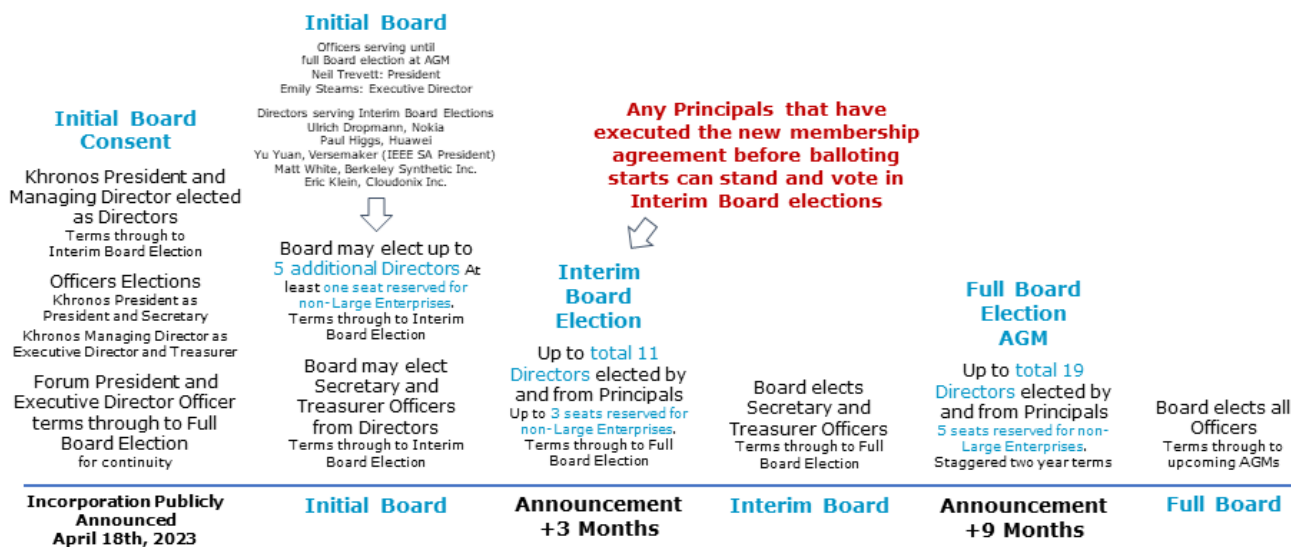 Initial Board
Consent
Khronos President and
Managing Director elected
as Directors
Terms through to
Interim Board Election
Officers Elections
Khronos President as
President and Secretary
Khronos Managing Director as
Executive Director and Treasurer
Forum President and
Executive Director Officer
terms through to Full
Board Election
for continuity
Initial Board
Officers serving until
full Board election at AGM
Neil Trevett: President
Emily Stearns: Executive Director
Directors serving Interim Board Elections
Ulrich Dropmann, Nokia
Paul Higgs, Huawei
Yu Yuan, Versemaker (IEEE SA President)
Matt White, Berkeley Synthetic Inc.
Eric Klein, Cloudonix Inc.
Board may elect up to
5 additional Directors At
least one seat reserved for
non-Large Enterprises.
Terms through to Interim
Board Election
Board may elect
Secretary and
Treasurer Officers
from Directors
Terms through to Interim
Board Election
Any Principals that have
executed the new membership
agreement before balloting
starts can stand and vote in
Interim Board elections
Interim
Board
Election
Up to total 11
Directors elected by
and from Principals
Up to 3 seats reserved for
non-Large Enterprises.
Terms through to Full
Board Election
Board elects
Secretary and
Treasurer Officers
Terms through to Full
Board Election
Full Board
Election
AGM
Up to total 19
Directors elected by
and from Principals
5 seats reserved for non-
Large Enterprises.
Staggered two year terms
Board elects all
Officers
Terms through to
upcoming AGMs
Incorporation Publicly
Announced
April 18th, 2023
Initial Board
Announcement
+3 Months
Interim Board
Announcement
+9 Months
Full Board